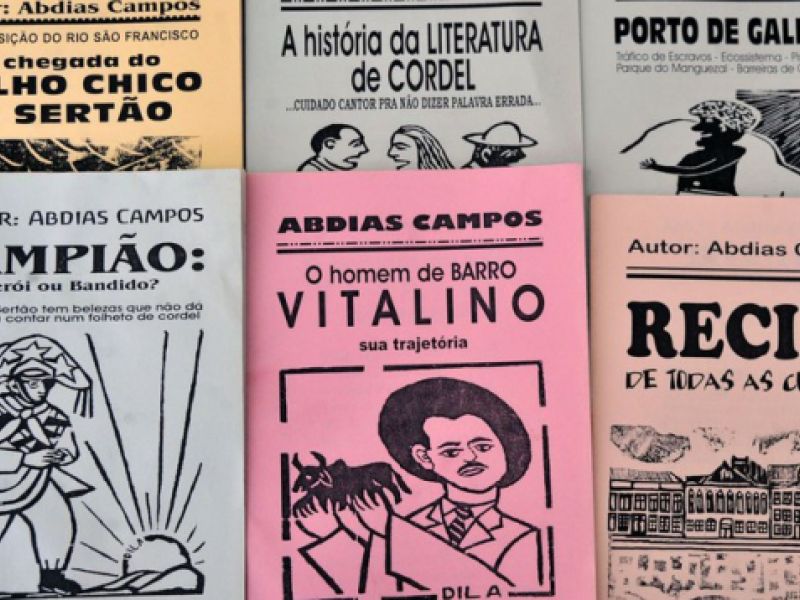 r: Abdias Campos
SIÇÃO DO RIO SÃO FRANCISCO
chegada do
LHO CHICO
SERTÃO
A história da LITERATURA
de CORDEL
...CUIDADO CANTOR PRA NÃO DIZER PALAVRA ERRADA...
PORTO DE GALI
Tráfico de Escravos - Ecossistema - P
Parque do Manguezal - Barreiras de C
R: ABDIAS CAMPOS
AMPIÃO:
erói ou Bandido?
Sertão tem belezas que não dá
contar num folheto de cordel
DILA
ABDIAS CAMPOS
O homem de BARRO
VITALINO
sua trajetória
DILA
Autor: Abdias C
RECI
DE TODAS AS C